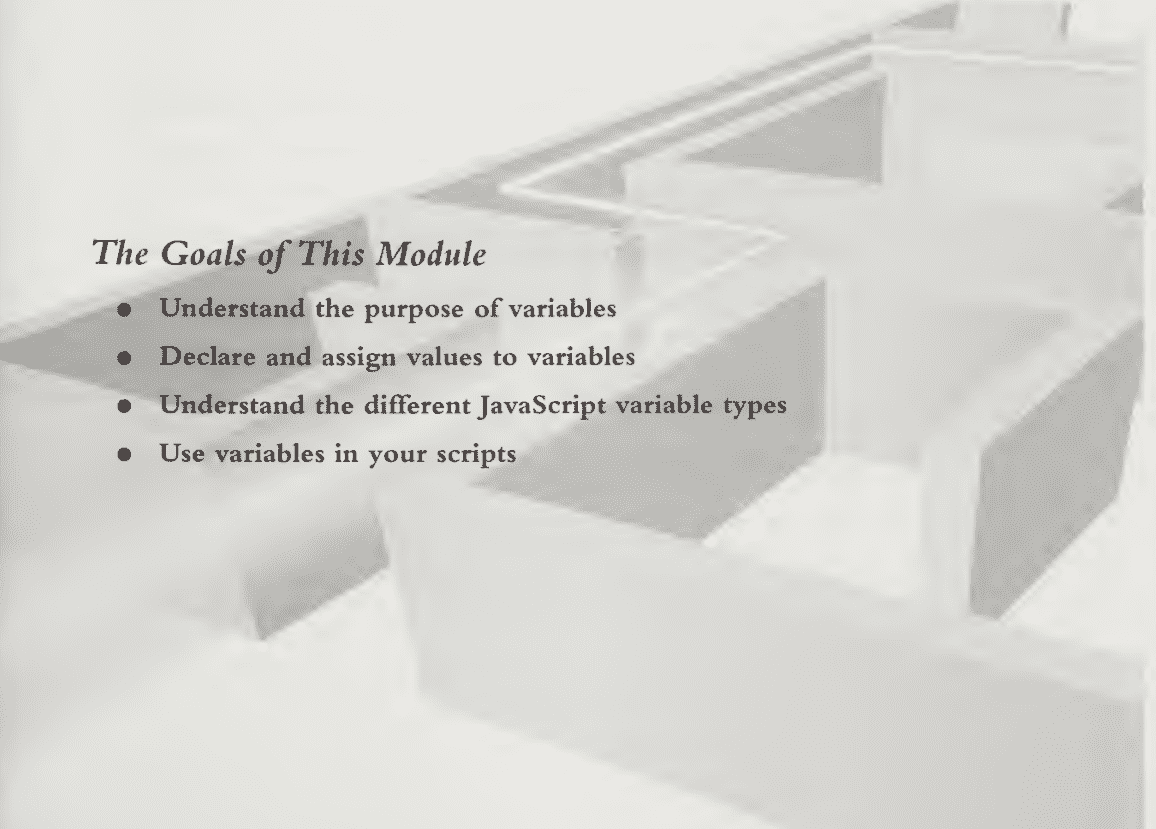 The Goals of This Module
● Understand the purpose of variables
● Declare and assign values to variables
● Understand the different JavaScript variable types
● Use variables in your scripts